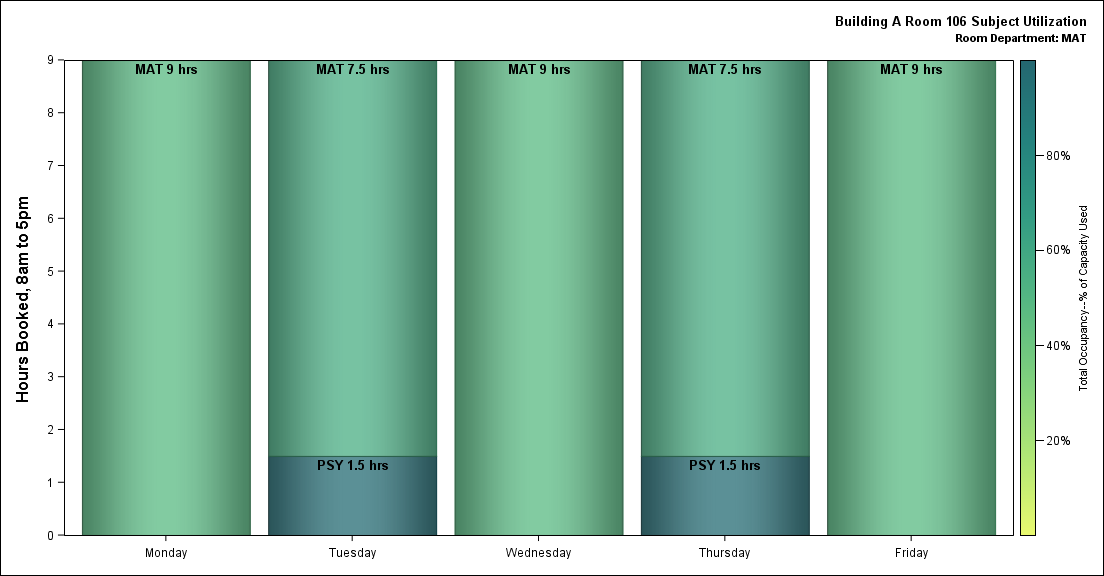 Building A Room 106 Subject Utilization
Room Department: MAT
MAT 9 hrs
MAT 7.5 hrs
MAT 9 hrs
MAT 7.5 hrs
MAT 9 hrs
PSY 1.5 hrs
PSY 1.5 hrs
Hours Booked, 8am to 5pm
9
8
7
6
5
4
3
2
1
0
Monday
Tuesday
Wednesday
Thursday
Friday
80%
60%
40%
20%
Total Occupancy--% of Capacity Used